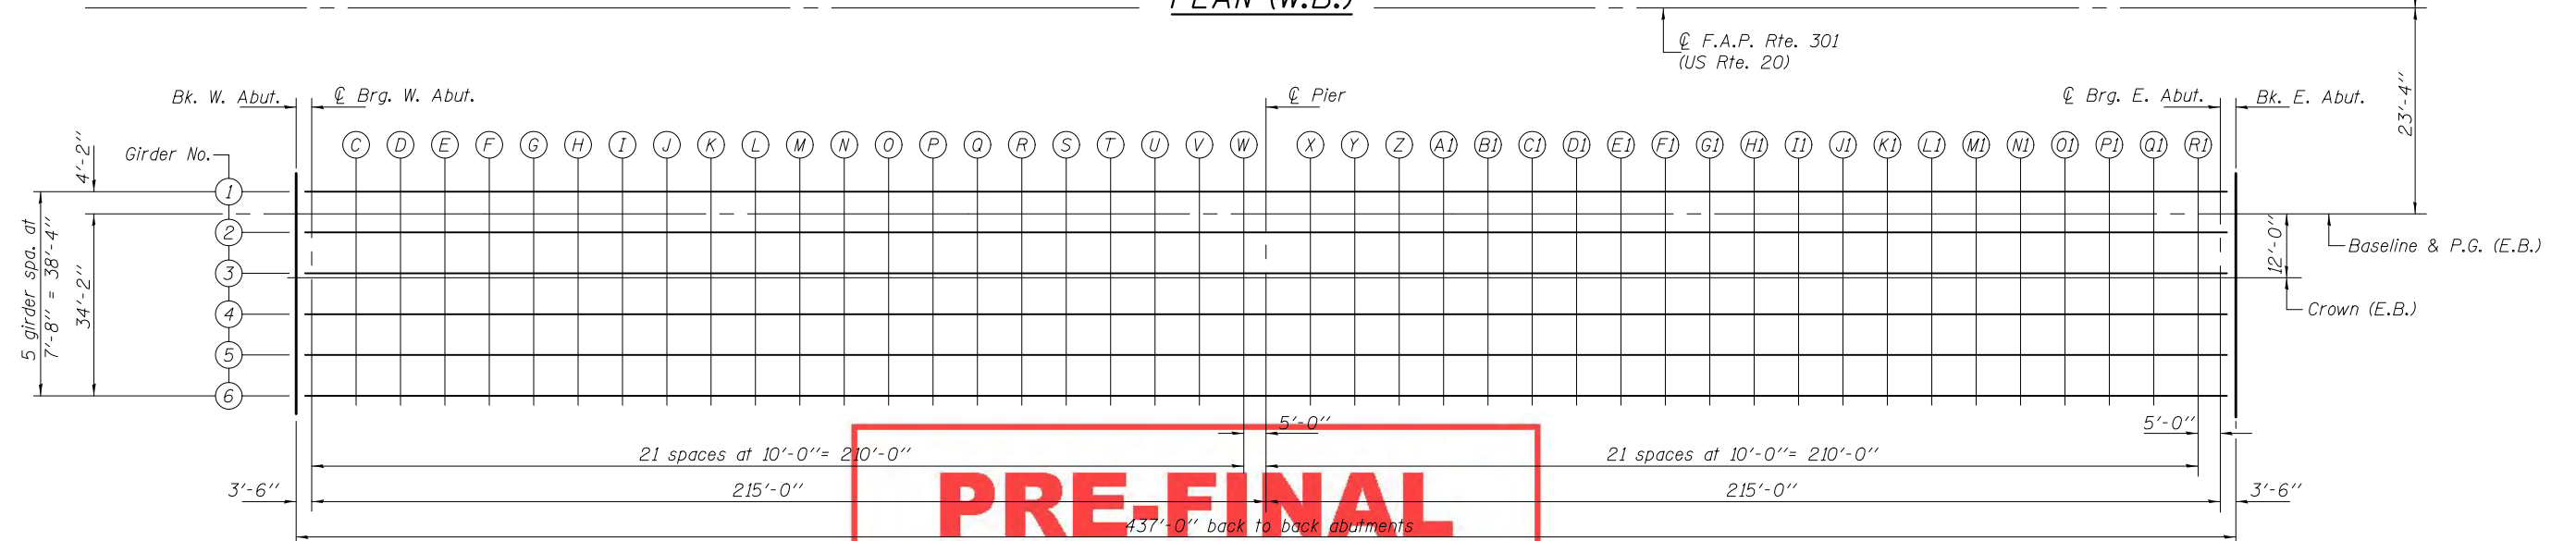 PLAN (W.B.)
℄ F.A.P. Rte. 301
(US Rte. 20)
23'-4"
Bk. W. Abut.
℄ Brg. W. Abut.
℄ Pier
℄ Brg. E. Abut.
Bk. E. Abut.
4'-2"
Girder No.
C D E F G H I J K L M N O P Q R S T U V W X Y Z A1 B1 C1 D1 E1 F1 G1 H1 I1 J1 K1 L1 M1 N1 O1 P1 Q1 R1
1
2
3
4
5
6
5 girder spa. at
7'-8" = 38'-4"
34'-2"
12'-0"
Baseline & P.G. (E.B.)
Crown (E.B.)
5'-0"
5'-0"
21 spaces at 10'-0"= 210'-0"
21 spaces at 10'-0"= 210'-0"
3'-6"
215'-0"
215'-0"
3'-6"
PRE-FINAL
437'-0" back to back abutments